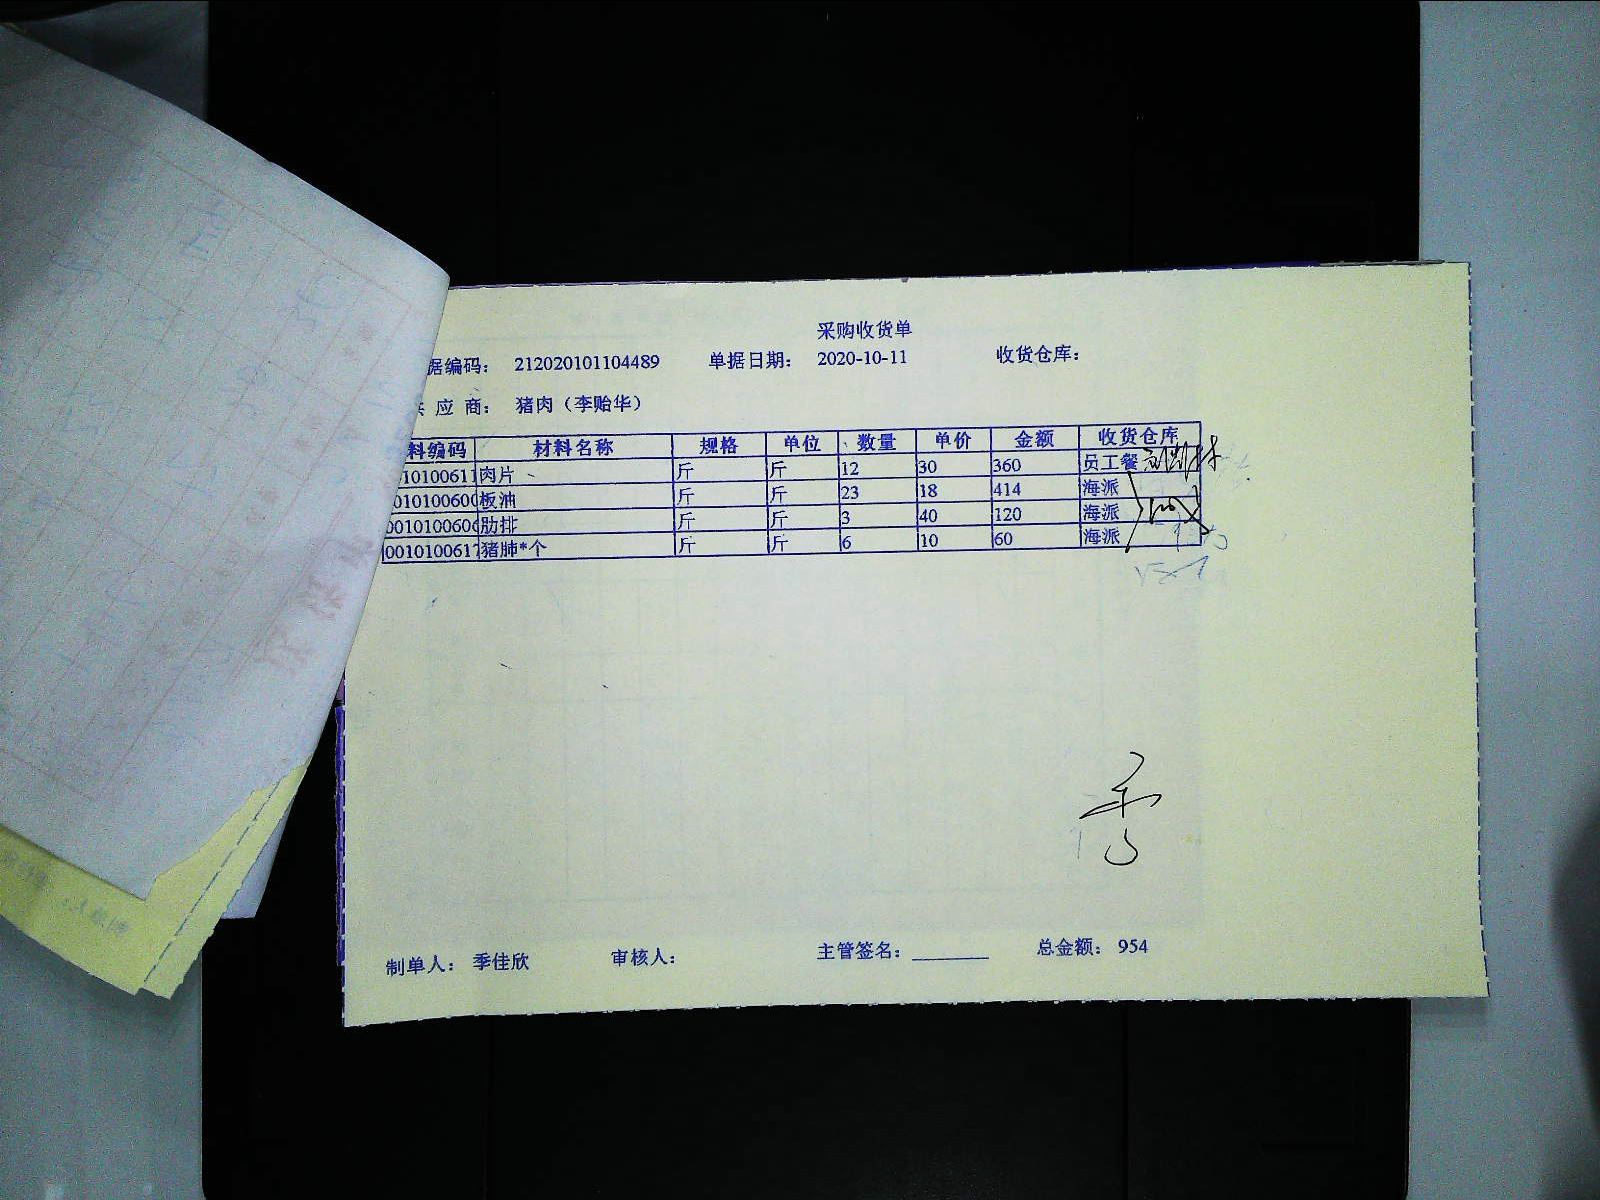 采购收货单
据编码： 212020101104489 单据日期： 2020-10-11 收货仓库：
应 商： 猪肉（李贻华）
料编码 材料名称 规格 单位 数量 单价 金额 收货仓库
010100611 肉片 斤 斤 12 30 360 员工餐
010100600 板油 斤 斤 23 18 414 海派
0010100606 肋排 斤 斤 3 40 120 海派
0010100617 猪肺*个 斤 斤 6 10 60 海派
制单人： 季佳欣 审核人： 主管签名： 总金额： 954